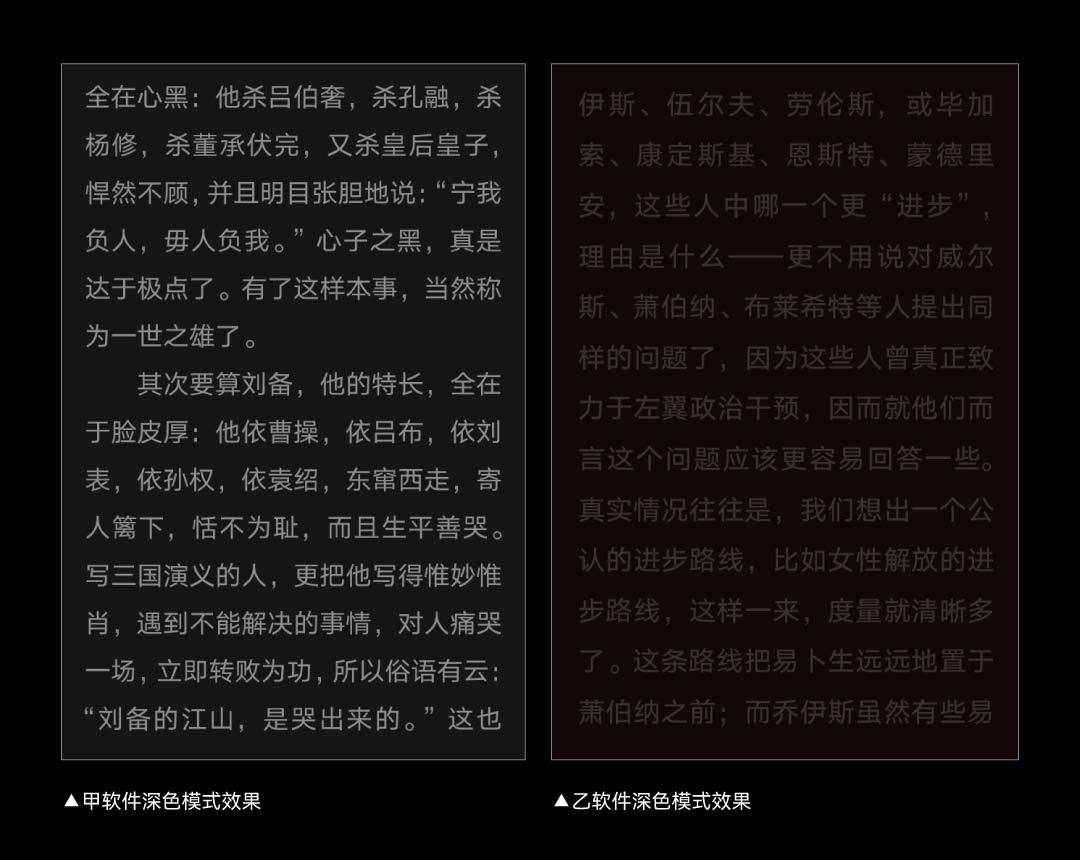 全在心黑：他杀吕伯奢，杀孔融，杀
杨修，杀董承伏完，又杀皇后皇子，
悍然不顾，并且明目张胆地说：“宁我
负人，毋人负我。”心子之黑，真是
达于极点了。有了这样本事，当然称
为一世之雄了。
其次要算刘备，他的特长，全在
于脸皮厚：他依曹操，依吕布，依刘
表，依孙权，依袁绍，东窜西走，寄
人篱下，恬不为耻，而且生平善哭。
写三国演义的人，更把他写得惟妙惟
肖，遇到不能解决的事情，对人痛哭
一场，立即转败为功，所以俗语有云：
“刘备的江山，是哭出来的。”这也
▲甲软件深色模式效果
伊斯、伍尔夫、劳伦斯，或毕加
索、康定斯基、恩斯特、蒙德里
安，这些人中哪一个更“进步”，
理由是什么——更不用说对威尔
斯、萧伯纳、布莱希特等人提出同
样的问题了，因为这些人曾真正致
力于左翼政治干预，因而就他们而
言这个问题应该更容易回答一些。
真实情况往往是，我们想出一个公
认的进步路线，比如女性解放的进
步路线，这样一来，度量就清晰多
了。这条路线把易卜生远远地置于
萧伯纳之前；而乔伊斯虽然有些易
▲乙软件深色模式效果